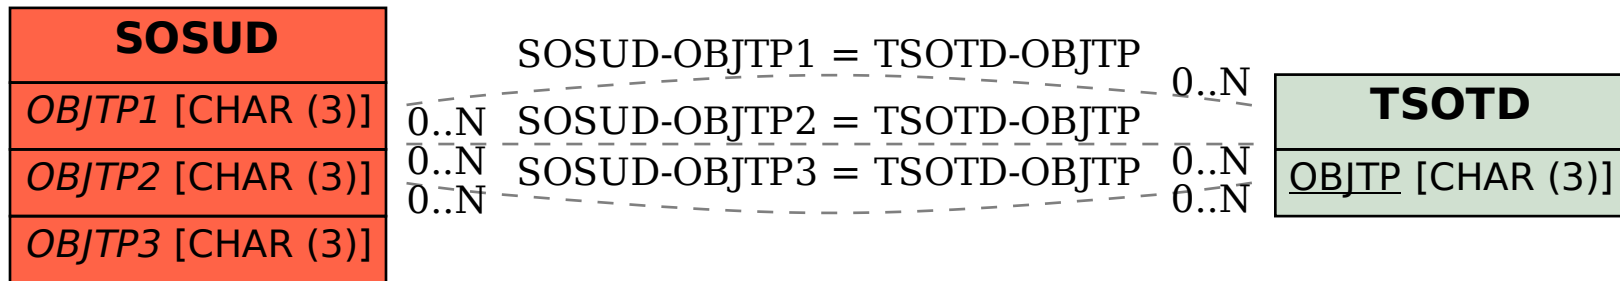 SOSUD
OBJTP1 [CHAR (3)]
OBJTP2 [CHAR (3)]
OBJTP3 [CHAR (3)]
SOSUD-OBJTP1 = TSOTD-OBJTP
0..N
0..N
SOSUD-OBJTP2 = TSOTD-OBJTP
0..N
0..N
SOSUD-OBJTP3 = TSOTD-OBJTP
0..N
0..N
TSOTD
OBJTP [CHAR (3)]